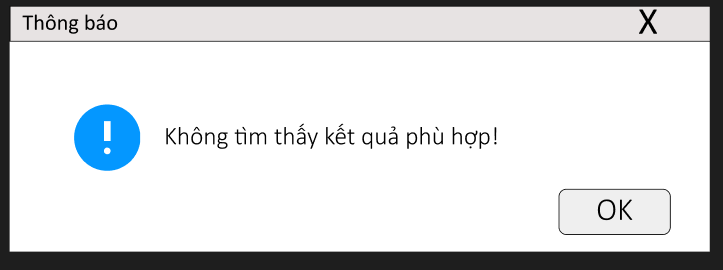 Thông báo X
!
Không tìm thấy kết quả phù hợp!
OK